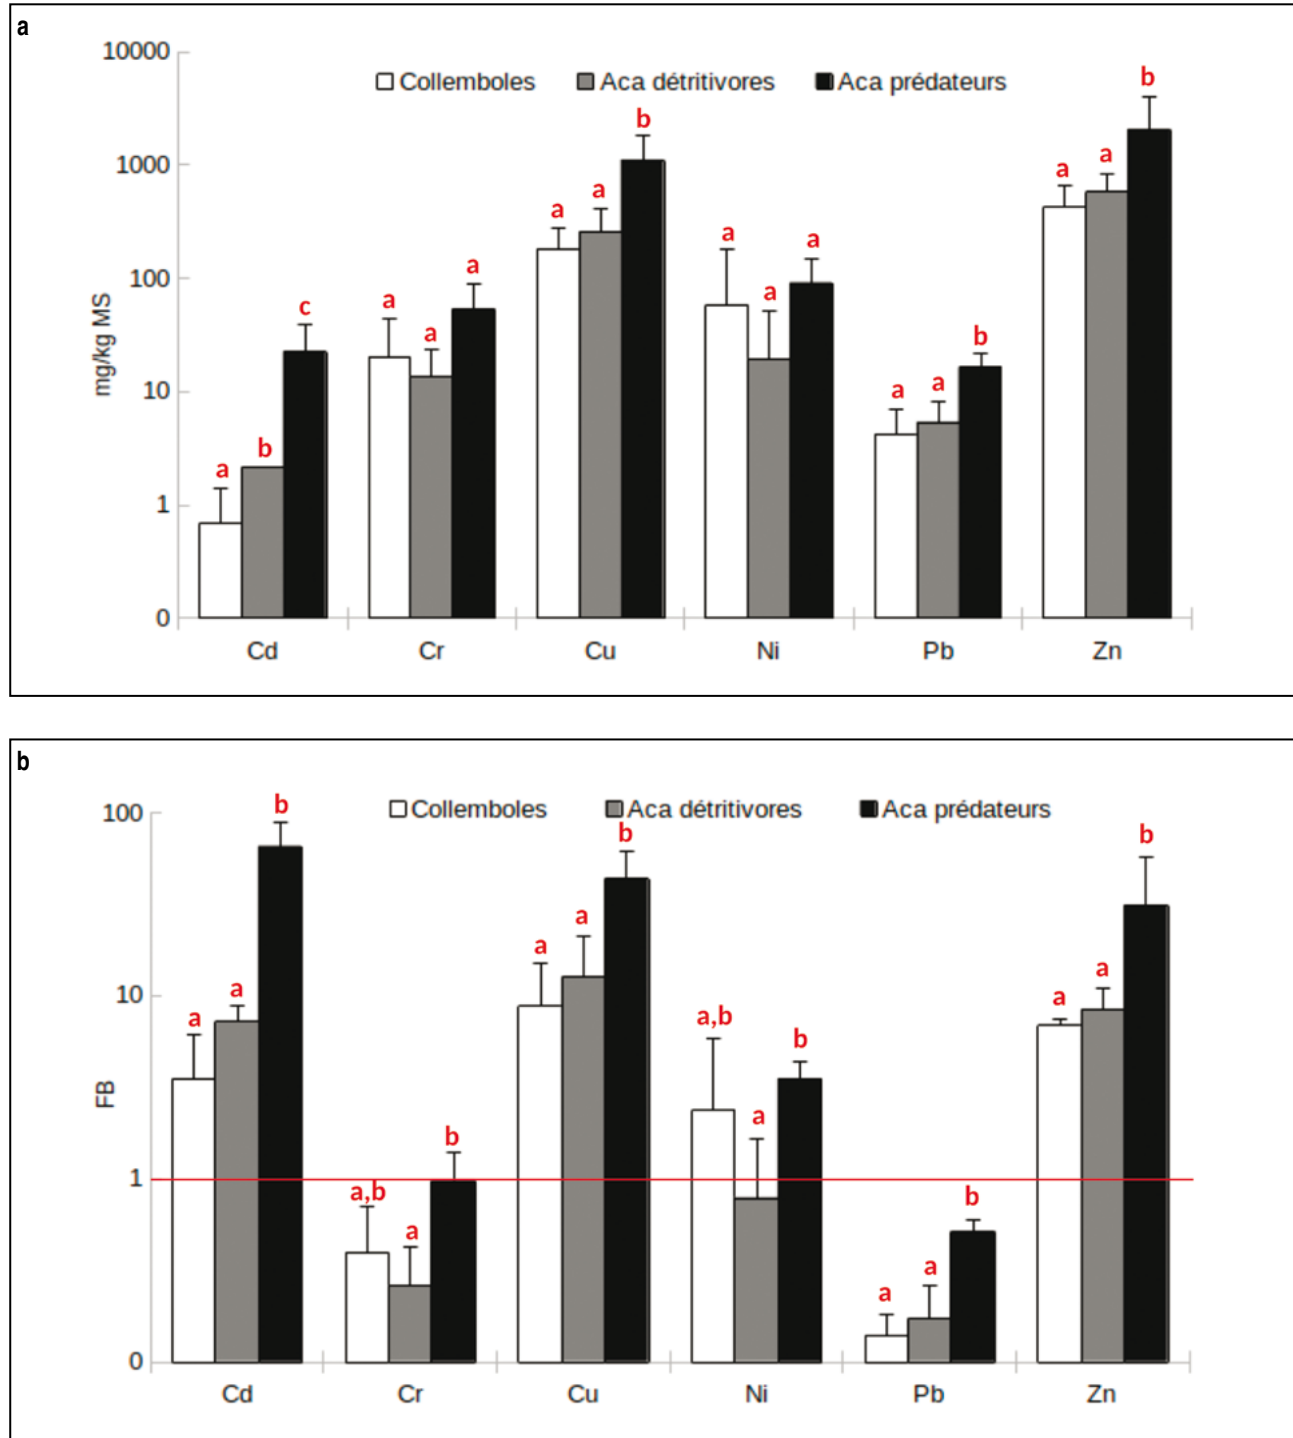 a
10000
Collemboles Aca détritivores Aca prédateurs
b
b
1000
a a
a
a
a a
100
a
a
c
a
a
b
mg/kg MS
10
a a
b
a
1
0
Cd Cr Cu Ni Pb Zn
b
100
b
Collemboles Aca détritivores Aca prédateurs
b b
a
a
a
a
10
a
a
a,b
b
FB
a
b
1
a,b
b
a
a
a
0
Cd Cr Cu Ni Pb Zn